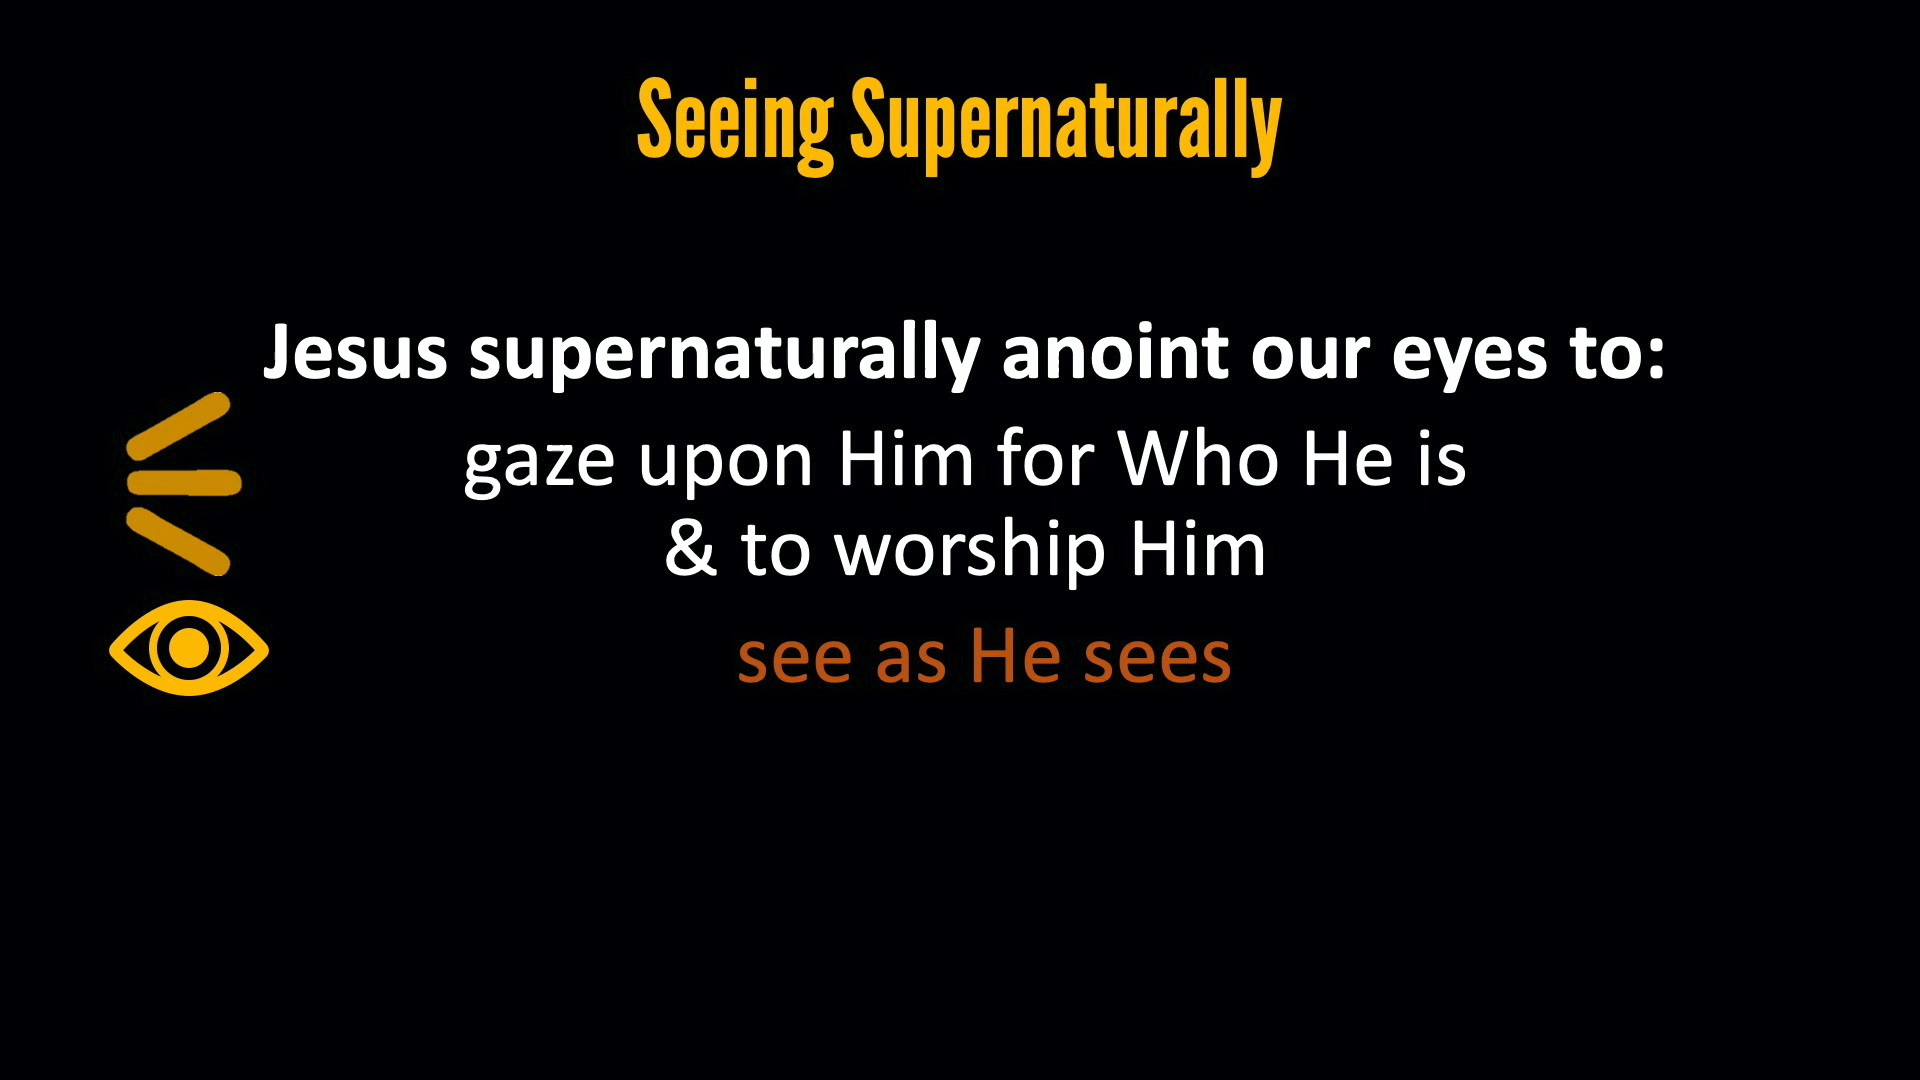 Seeing Supernaturally
Jesus supernaturally anoint our eyes to:
gaze upon Him for Who He is
& to worship Him
see as He sees